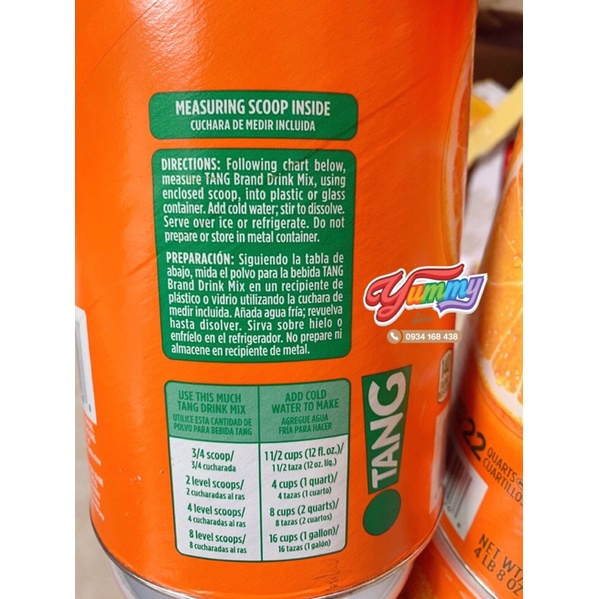 MEASURING SCOOP INSIDE
CUCHARA DE MEDIR INCLUIDA
DIRECTIONS: Following chart below,
measure TANG Brand Drink Mix, using
enclosed scoop, into plastic or glass
container. Add cold water; stir to dissolve.
Serve over ice or refrigerate. Do not
prepare or store in metal container.
PREPARACIÓN: Siguiendo la tabla de
abajo, mida el polvo para la bebida TANG
Brand Drink Mix en un recipiente de
plástico o vidrio utilizando la cuchara de
medir incluida. Añada agua fría; revuelva
hasta disolver. Sirva sobre hielo o
enfríelo en el refrigerador. No prepare ni
almacene en recipiente de metal.
Yummy
0934 168 438
USE THIS MUCH
TANG DRINK MIX
UTILICE ESTA CANTIDAD DE
POLVO PARA BEBIDA TANG
ADD COLD
WATER TO MAKE
AGREGUE AGUA
FRÍA PARA HACER
3/4 scoop/
3/4 cucharada
1 1/2 cups (12 fl. oz.)/
1 1/2 taza (12 oz. líq.)
2 level scoops/
2 cucharadas al ras
4 cups (1 quart)/
4 tazas (1 cuarto)
4 level scoops/
4 cucharadas al ras
8 cups (2 quarts)/
8 tazas (2 cuartos)
8 level scoops/
8 cucharadas al ras
16 cups (1 gallon)/
16 tazas (1 galón)
TANG
22 QUARTS
CUARTILLOS
NET WT
4 LB 8 OZ